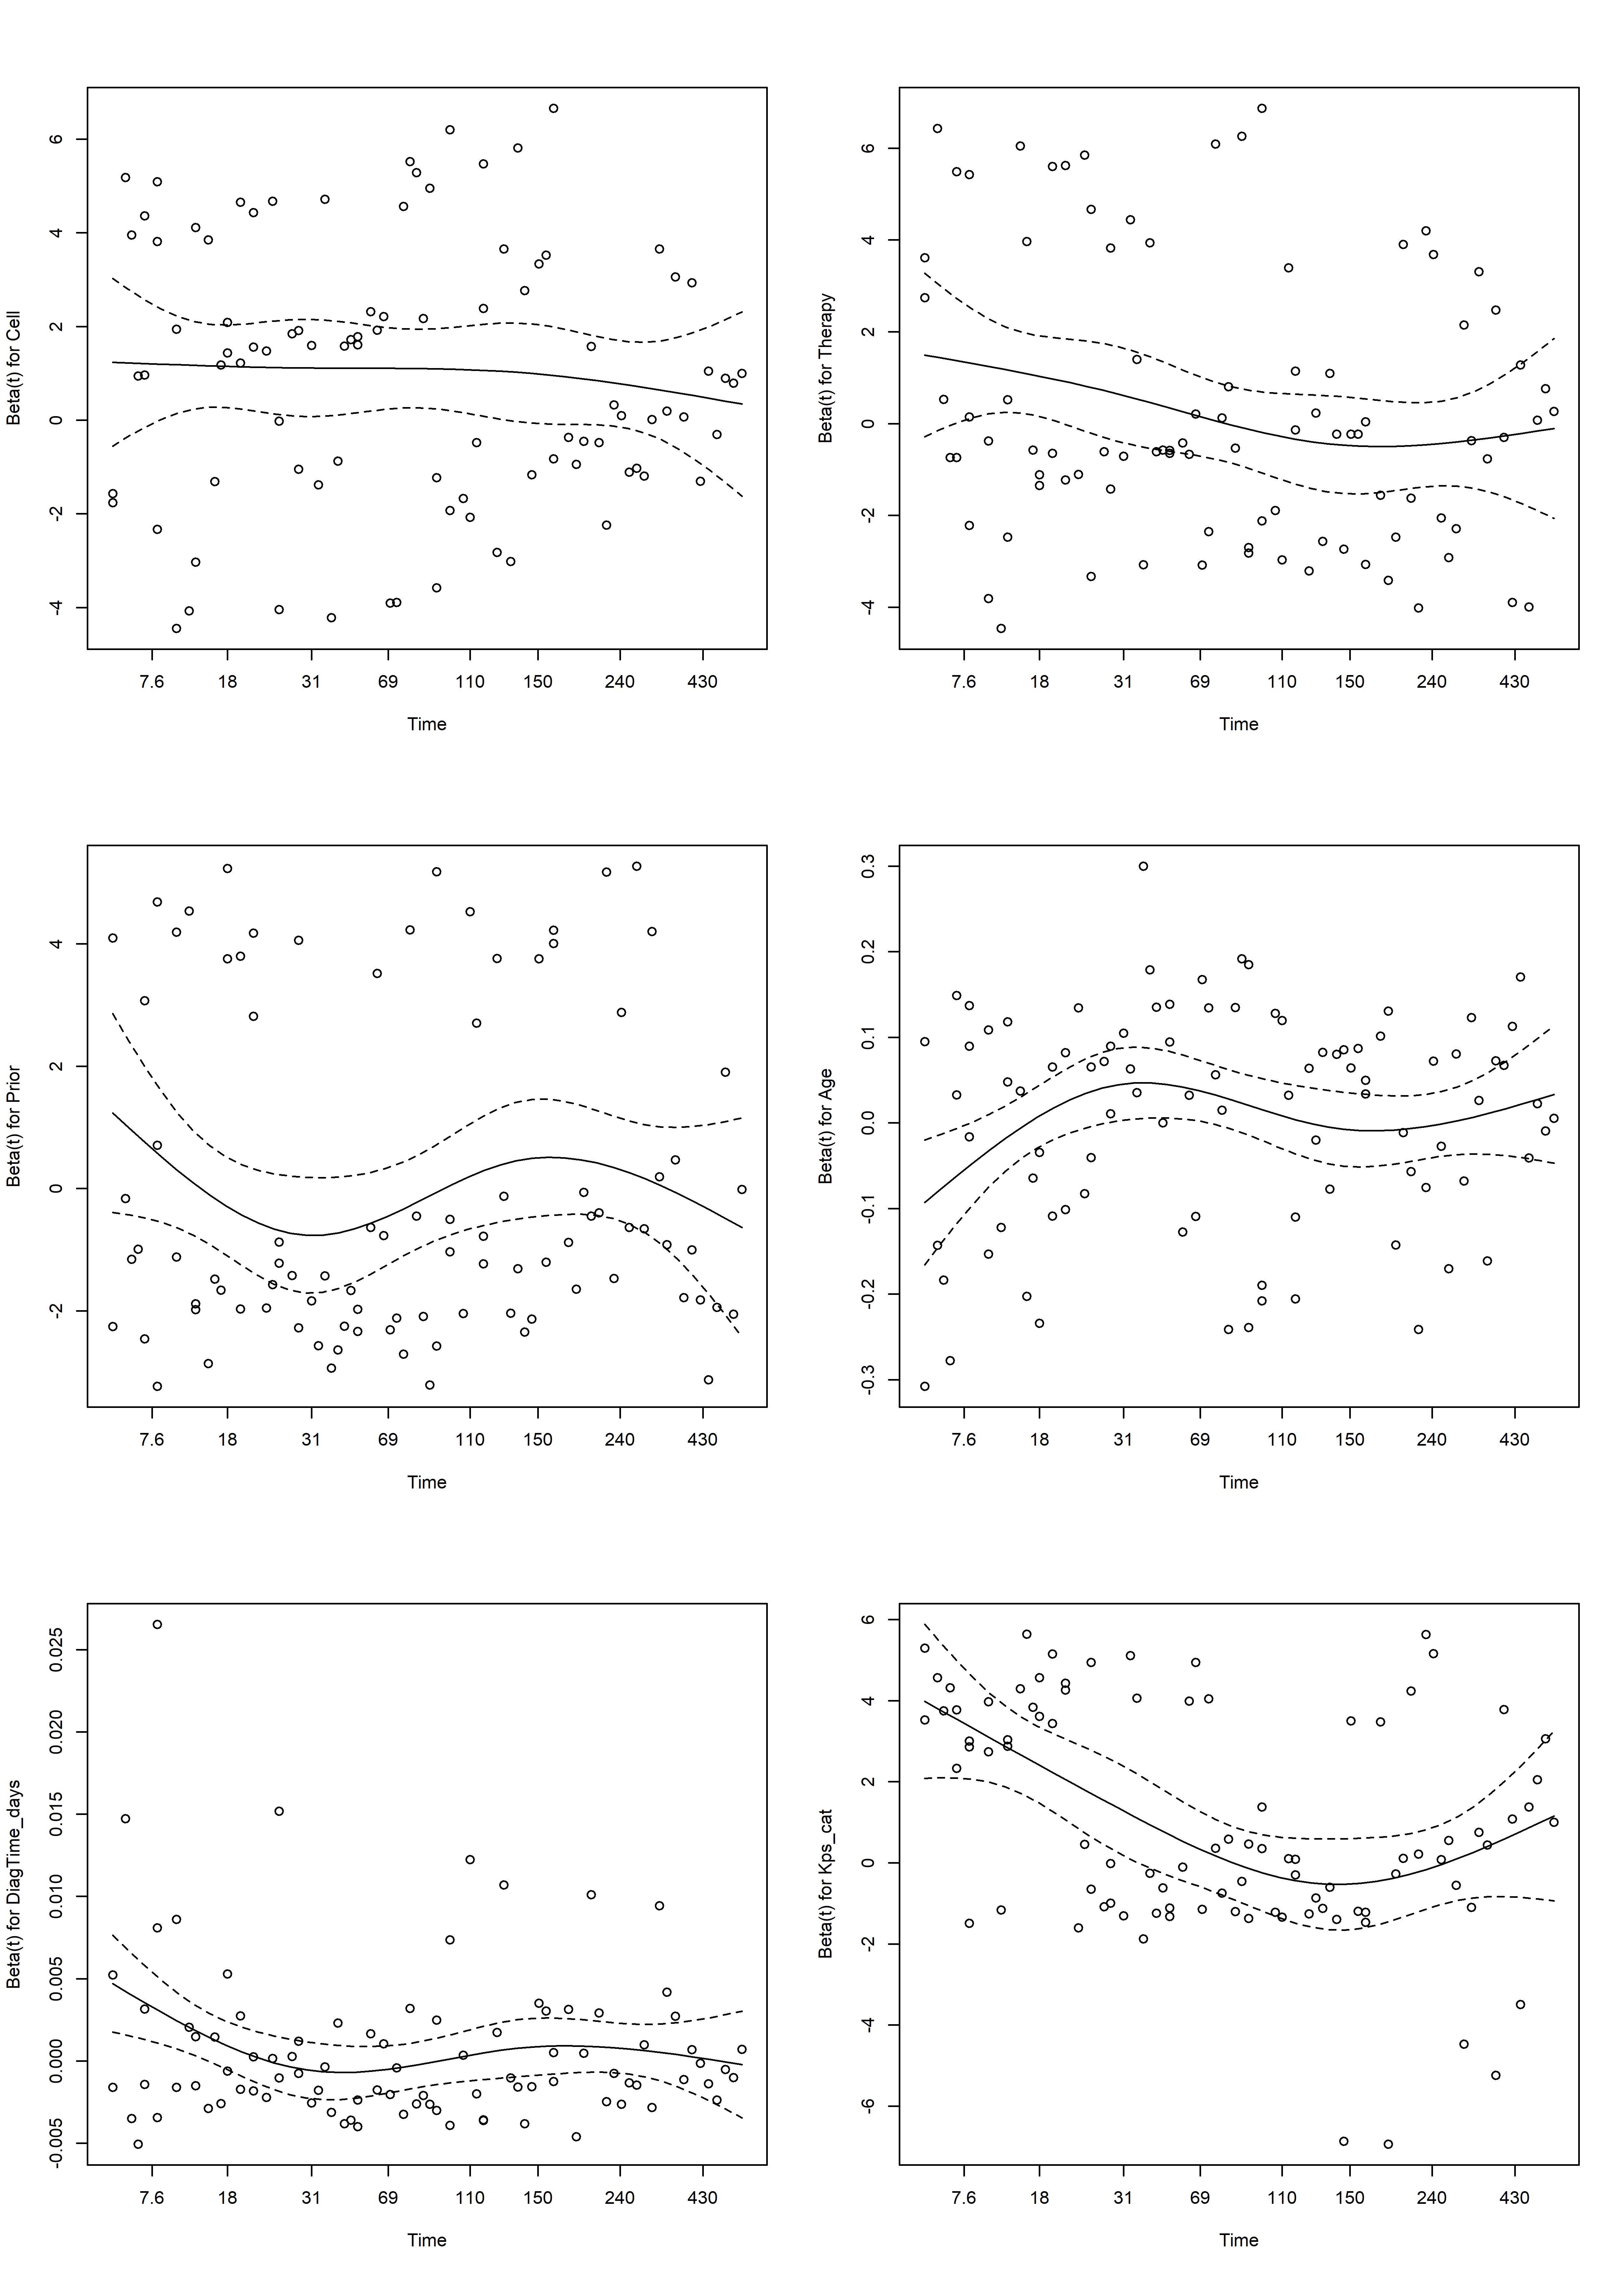 Beta(t) for Cell
6
4
2
0
-2
-4
7.6 18 31 69 110 150 240 430
Time
Beta(t) for Therapy
6
4
2
0
-2
-4
7.6 18 31 69 110 150 240 430
Time
Beta(t) for Prior
4
2
0
-2
7.6 18 31 69 110 150 240 430
Time
Beta(t) for Age
0.3
0.2
0.1
0.0
-0.1
-0.2
-0.3
7.6 18 31 69 110 150 240 430
Time
Beta(t) for DiagTime_days
0.025
0.020
0.015
0.010
0.005
0.000
-0.005
7.6 18 31 69 110 150 240 430
Time
Beta(t) for Kps_cat
6
4
2
0
-2
-4
-6
7.6 18 31 69 110 150 240 430
Time